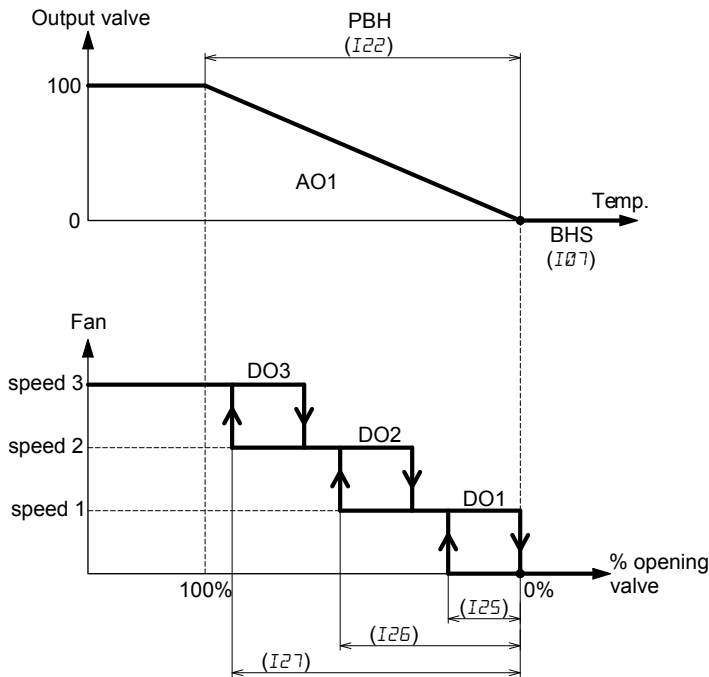 Output valve
PBH
(I22)
100
AO1
Temp.
0
BHS
(I07)
Fan
speed 3
DO3
speed 2
DO2
speed 1
DO1
100%
0%
% opening
valve
(I25)
(I26)
(I27)